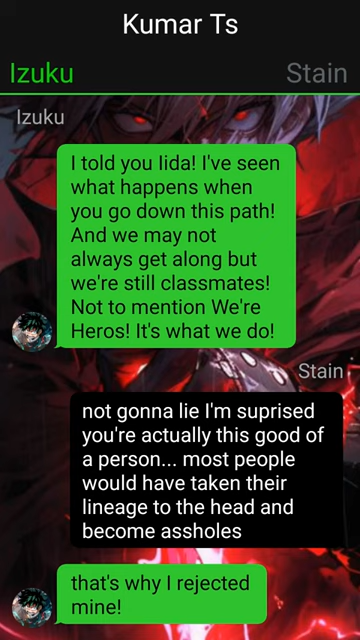 Kumar Ts
Izuku
Stain
Izuku
I told you Iida! I've seen
what happens when
you go down this path!
And we may not
always get along but
we're still classmates!
Not to mention We're
Heros! It's what we do!
Stain
not gonna lie I'm suprised
you're actually this good of
a person... most people
would have taken their
lineage to the head and
become assholes
that's why I rejected
mine!